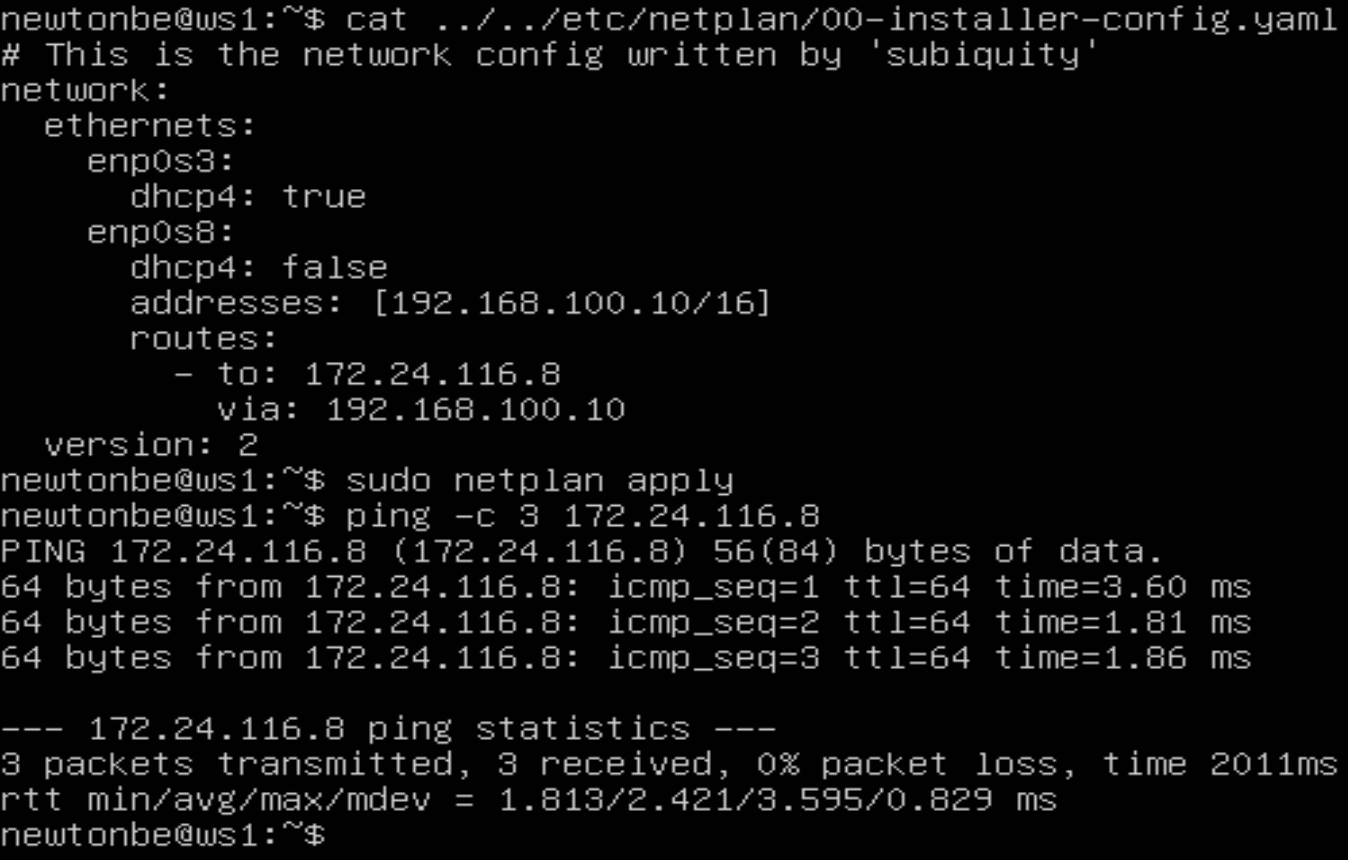 newtonbe@ws1:~$ cat ../../etc/netplan/00-installer-config.yaml
# This is the network config written by 'subiquity'
network:
  ethernets:
    enp0s3:
      dhcp4: true
    enp0s8:
      dhcp4: false
      addresses: [192.168.100.10/16]
      routes:
        - to: 172.24.116.8
          via: 192.168.100.10
  version: 2
newtonbe@ws1:~$ sudo netplan apply
newtonbe@ws1:~$ ping -c 3 172.24.116.8
PING 172.24.116.8 (172.24.116.8) 56(84) bytes of data.
64 bytes from 172.24.116.8: icmp_seq=1 ttl=64 time=3.60 ms
64 bytes from 172.24.116.8: icmp_seq=2 ttl=64 time=1.81 ms
64 bytes from 172.24.116.8: icmp_seq=3 ttl=64 time=1.86 ms

--- 172.24.116.8 ping statistics ---
3 packets transmitted, 3 received, 0% packet loss, time 2011ms
rtt min/avg/max/mdev = 1.813/2.421/3.595/0.829 ms
newtonbe@ws1:~$